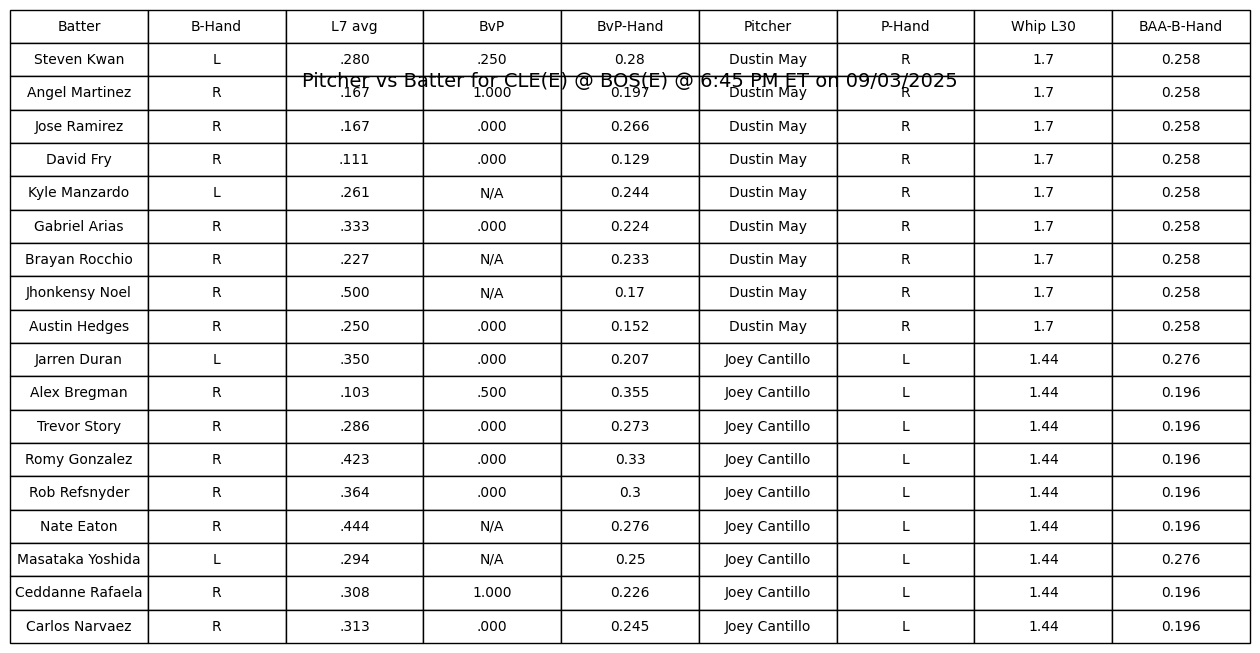 Batter B-Hand L7 avg BvP BvP-Hand Pitcher P-Hand Whip L30 BAA-B-Hand
Steven Kwan L .280 .250 0.28 Dustin May R 1.7 0.258
Pitcher vs Batter for CLE(E) @ BOS(E) @ 6:45 PM ET on 09/03/2025
Angel Martinez R .167 1.000 0.197 Dustin May R 1.7 0.258
Jose Ramirez R .167 .000 0.266 Dustin May R 1.7 0.258
David Fry R .111 .000 0.129 Dustin May R 1.7 0.258
Kyle Manzardo L .261 N/A 0.244 Dustin May R 1.7 0.258
Gabriel Arias R .333 .000 0.224 Dustin May R 1.7 0.258
Brayan Rocchio R .227 N/A 0.233 Dustin May R 1.7 0.258
Jhonkensy Noel R .500 N/A 0.17 Dustin May R 1.7 0.258
Austin Hedges R .250 .000 0.152 Dustin May R 1.7 0.258
Jarren Duran L .350 .000 0.207 Joey Cantillo L 1.44 0.276
Alex Bregman R .103 .500 0.355 Joey Cantillo L 1.44 0.196
Trevor Story R .286 .000 0.273 Joey Cantillo L 1.44 0.196
Romy Gonzalez R .423 .000 0.33 Joey Cantillo L 1.44 0.196
Rob Refsnyder R .364 .000 0.3 Joey Cantillo L 1.44 0.196
Nate Eaton R .444 N/A 0.276 Joey Cantillo L 1.44 0.196
Masataka Yoshida L .294 N/A 0.25 Joey Cantillo L 1.44 0.276
Ceddanne Rafaela R .308 1.000 0.226 Joey Cantillo L 1.44 0.196
Carlos Narvaez R .313 .000 0.245 Joey Cantillo L 1.44 0.196